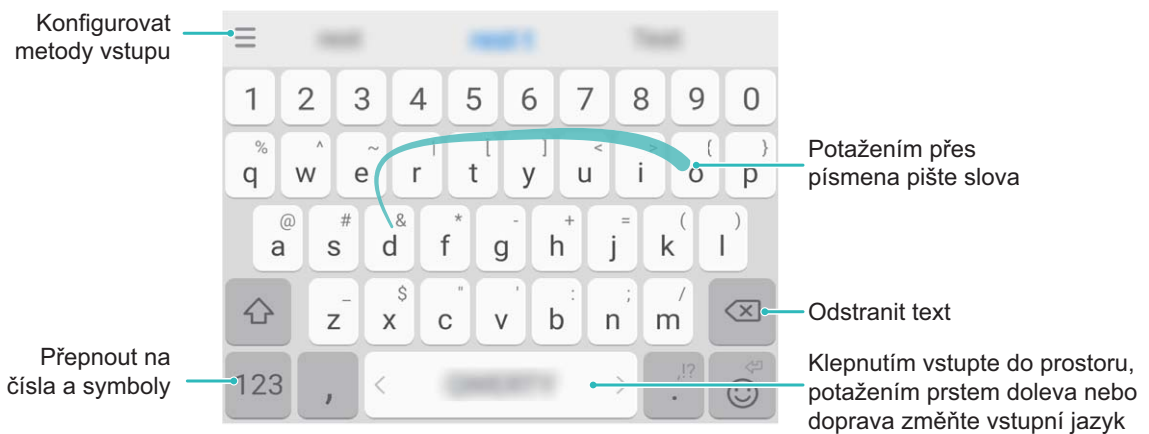 Konfigurovat
metody vstupu
1 2 3 4 5 6 7 8 9 0
% ^ ~ | [ ] < > { }
q w e r t y u i o p
Potažením přes
písmena pište slova
@ # & * - + = ( )
a s d f g h j k l
_ $ " ' : ; /
z x c v b n m
Odstranit text
Přepnout na
čísla a symboly
123 , < > ,!? .
Klepnutím vstupte do prostoru,
potažením prstem doleva nebo
doprava změňte vstupní jazyk